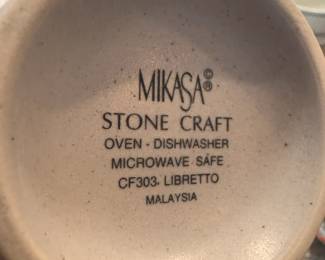 MIKASA©®
STONE CRAFT
OVEN - DISHWASHER
MICROWAVE SAFE
CF303 LIBRETTO
MALAYSIA